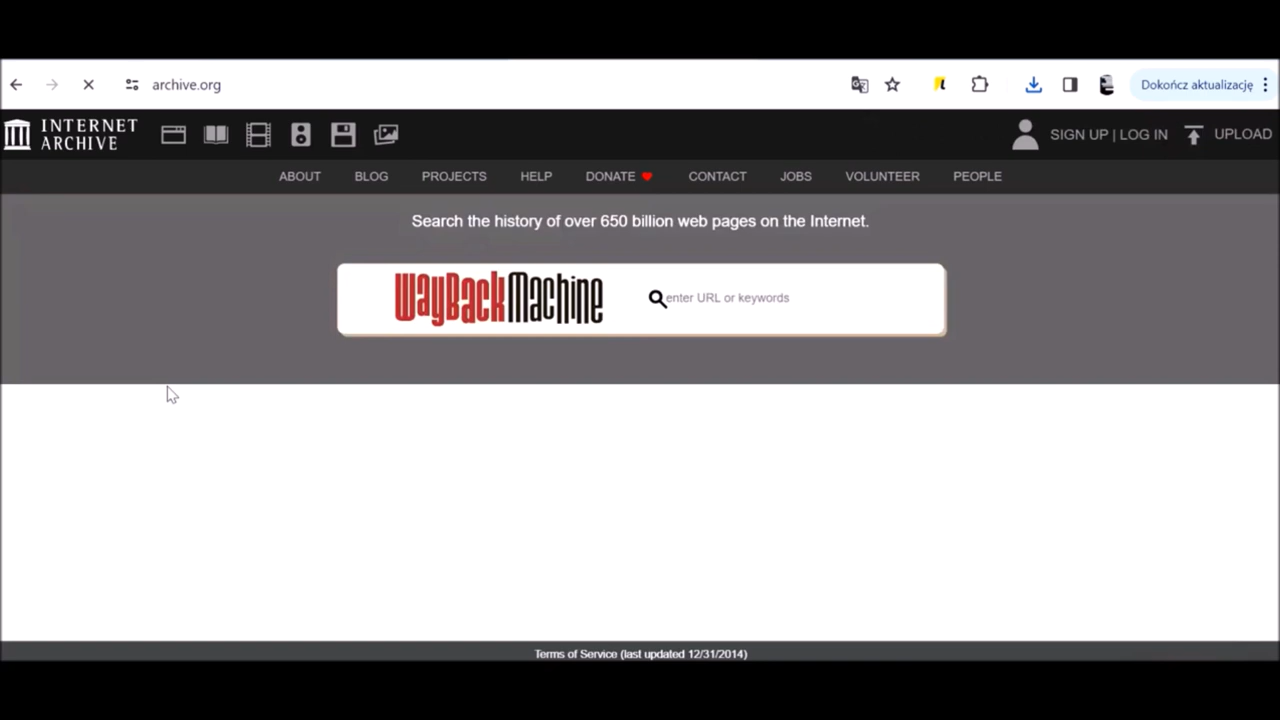 archive.org
Dokończ aktualizację
INTERNET ARCHIVE
SIGN UP | LOG IN
UPLOAD
ABOUT BLOG PROJECTS HELP DONATE CONTACT JOBS VOLUNTEER PEOPLE
Search the history of over 650 billion web pages on the Internet.
WayBackMachine
enter URL or keywords
Terms of Service (last updated 12/31/2014)